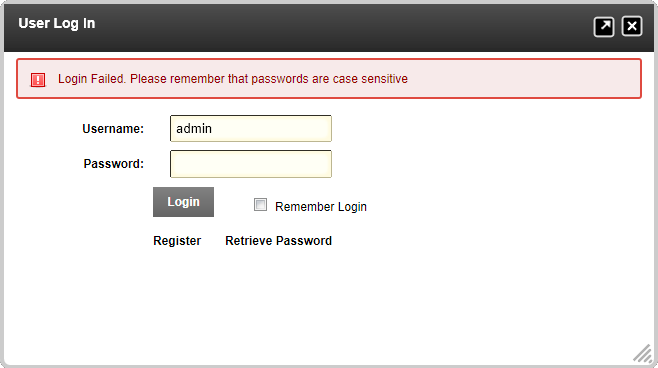 User Log In
Login Failed. Please remember that passwords are case sensitive
Username: admin
Password:
Login Remember Login
Register Retrieve Password